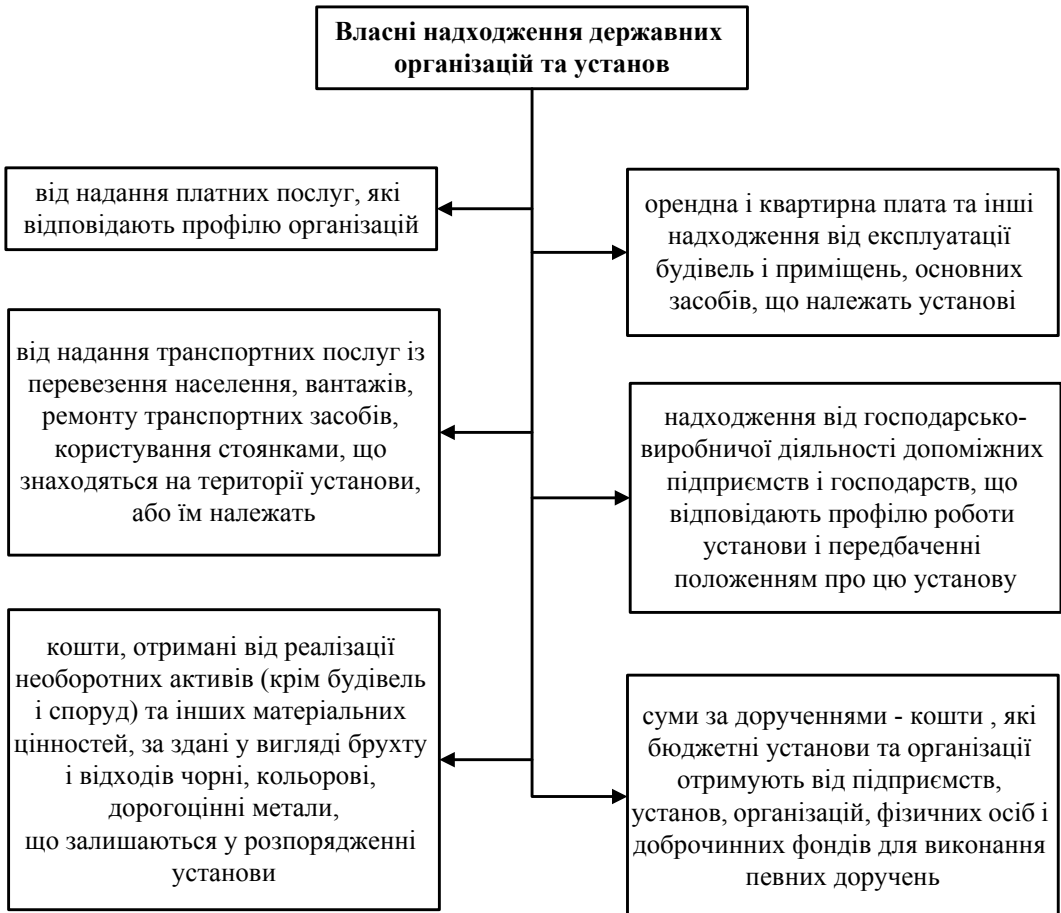 Власні надходження державних
організацій та установ
від надання платних послуг, які
відповідають профілю організацій
орендна і квартирна плата та інші
надходження від експлуатації
будівель і приміщень, основних
засобів, що належать установі
від надання транспортних послуг із
перевезення населення, вантажів,
ремонту транспортних засобів,
користування стоянками, що
знаходяться на території установи,
або їм належать
надходження від господарсько-
виробничої діяльності допоміжних
підприємств і господарств, що
відповідають профілю роботи
установи і передбаченні
положенням про цю установу
кошти, отримані від реалізації
необоротних активів (крім будівель
і споруд) та інших матеріальних
цінностей, за здані у вигляді брухту
і відходів чорні, кольорові,
дорогоцінні метали,
що залишаються у розпорядженні
установи
суми за дорученнями - кошти , які
бюджетні установи та організації
отримують від підприємств,
установ, організацій, фізичних осіб і
доброчинних фондів для виконання
певних доручень